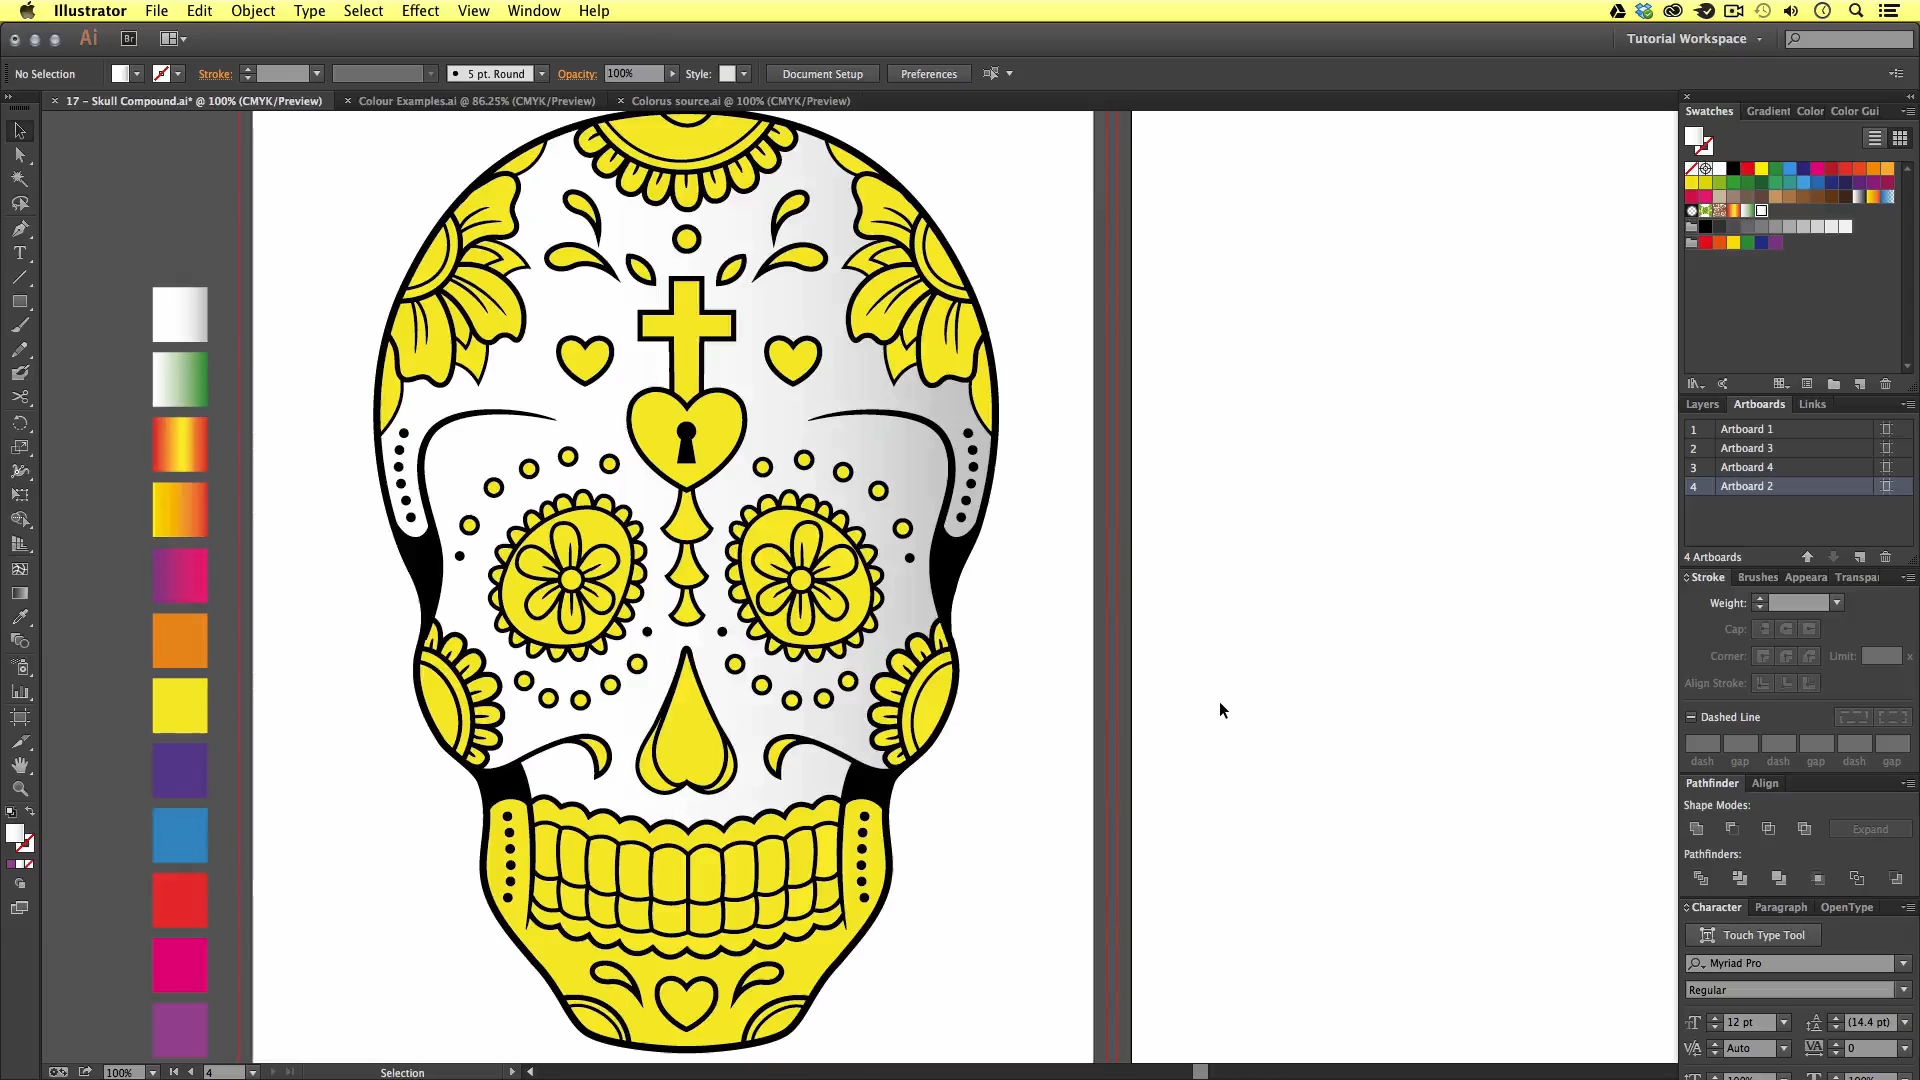 Illustrator File Edit Object Type Select Effect View Window Help
Ai Br Tutorial Workspace
No Selection Stroke: 5 pt. Round Opacity: 100% Style: Document Setup Preferences
17 – Skull Compound.ai* @ 100% (CMYK/Preview) Colour Examples.ai @ 86.25% (CMYK/Preview) Colorus source.ai @ 100% (CMYK/Preview)
Swatches Gradient Color Color Gui
Layers Artboards Links
1 Artboard 1
2 Artboard 3
3 Artboard 4
4 Artboard 2
4 Artboards
Stroke Brushes Appeara Transpar
Weight:
Cap:
Corner: Limit: x
Align Stroke:
Dashed Line
dash gap dash gap dash gap
Pathfinder Align
Shape Modes:
Expand
Pathfinders:
Character Paragraph OpenType
Touch Type Tool
Myriad Pro
Regular
12 pt (14.4 pt)
Auto 0
100% 4 Selection